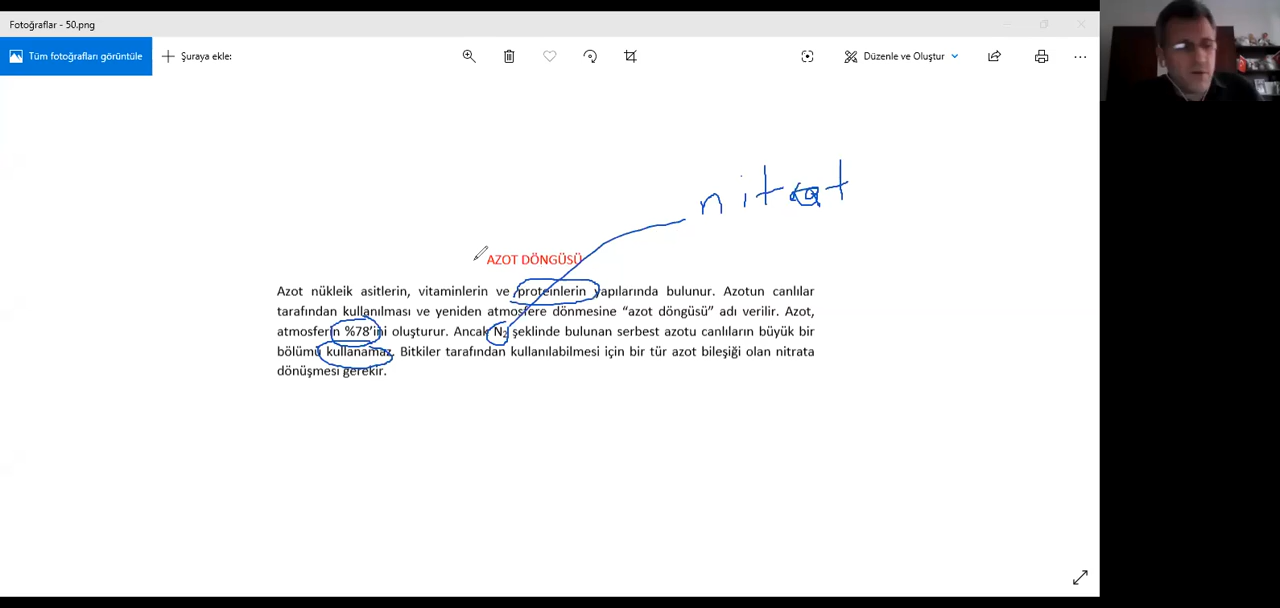 Fotoğraflar - 50.png
Tüm fotoğrafları görüntüle
Şuraya ekle:
Düzenle ve Oluştur
nitrat
AZOT DÖNGÜSÜ
Azot nükleik asitlerin, vitaminlerin ve proteinlerin yapılarında bulunur. Azotun canlılar
tarafından kullanılması ve yeniden atmosfere dönmesine “azot döngüsü” adı verilir. Azot,
atmosferin %78’ini oluşturur. Ancak N₂ şeklinde bulunan serbest azotu canlıların büyük bir
bölümü kullanamaz. Bitkiler tarafından kullanılabilmesi için bir tür azot bileşiği olan nitrata
dönüşmesi gerekir.